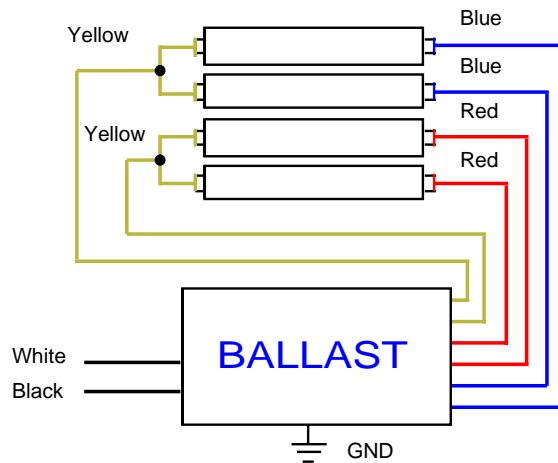 Blue
Yellow
Blue
Red
Yellow
Red
BALLAST
White
Black
GND